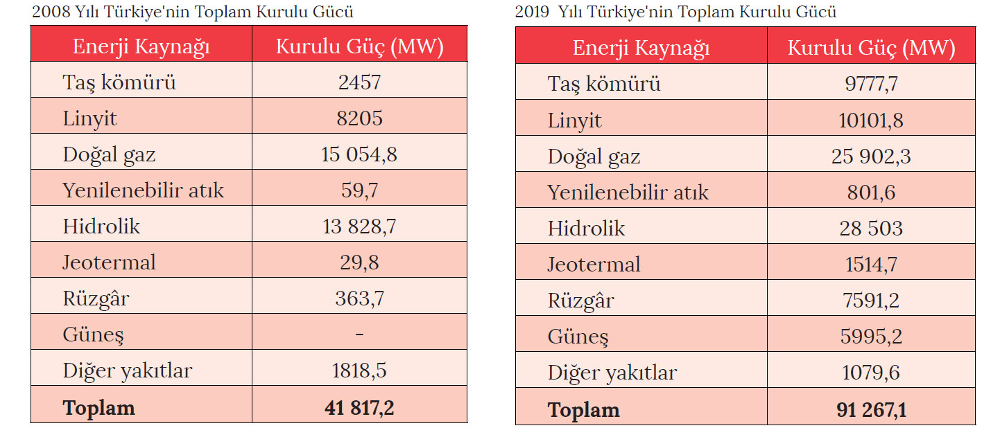 2008 Yılı Türkiye'nin Toplam Kurulu Gücü
Enerji Kaynağı Kurulu Güç (MW)
Taş kömürü 2457
Linyit 8205
Doğal gaz 15 054,8
Yenilenebilir atık 59,7
Hidrolik 13 828,7
Jeotermal 29,8
Rüzgâr 363,7
Güneş -
Diğer yakıtlar 1818,5
Toplam 41 817,2
2019 Yılı Türkiye'nin Toplam Kurulu Gücü
Enerji Kaynağı Kurulu Güç (MW)
Taş kömürü 9777,7
Linyit 10101,8
Doğal gaz 25 902,3
Yenilenebilir atık 801,6
Hidrolik 28 503
Jeotermal 1514,7
Rüzgâr 7591,2
Güneş 5995,2
Diğer yakıtlar 1079,6
Toplam 91 267,1